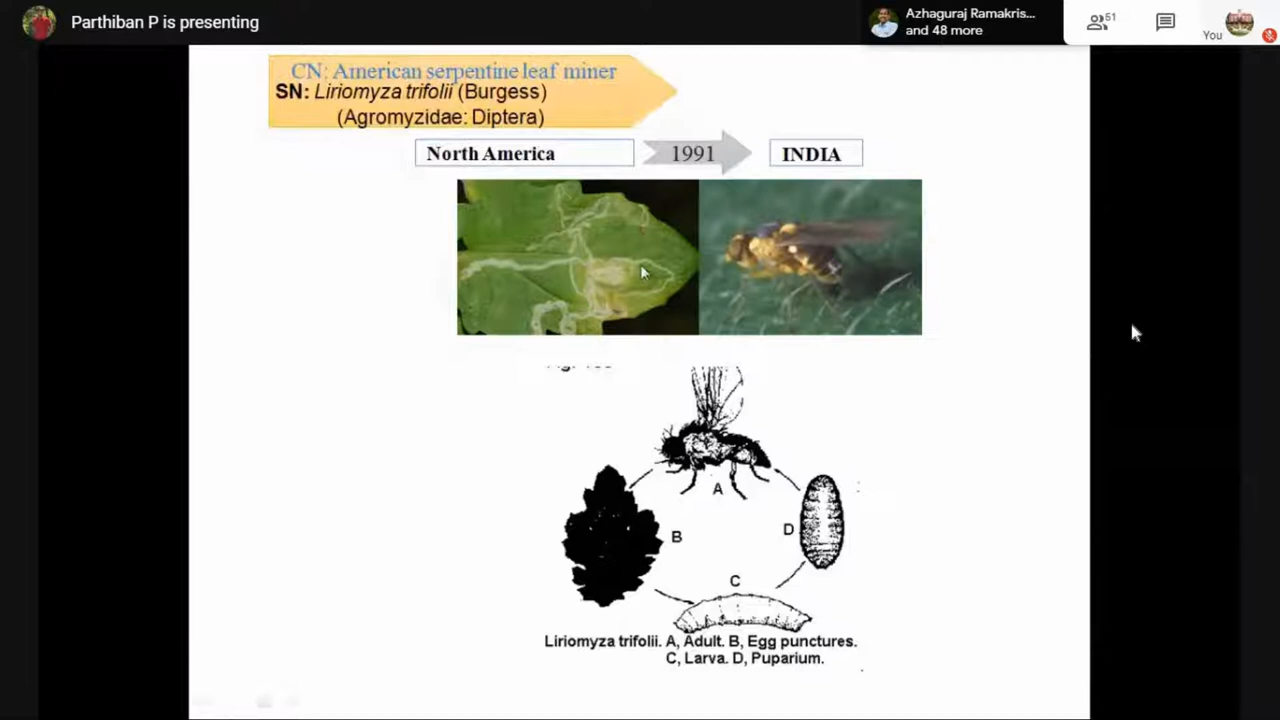 Parthiban P is presenting
Azhaguraj Ramakris...
and 48 more
51
You
CN: American serpentine leaf miner
SN: Liriomyza trifolii (Burgess)
(Agromyzidae: Diptera)
North America
1991
INDIA
A
B
D
C
Liriomyza trifolii. A, Adult. B, Egg punctures.
C, Larva. D, Puparium.